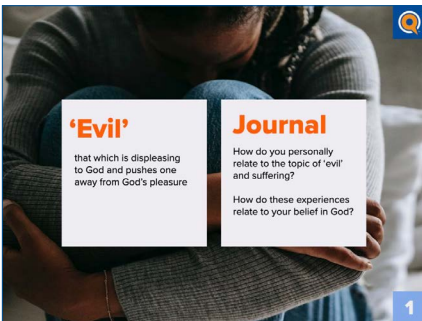 ‘Evil’
that which is displeasing
to God and pushes one
away from God’s pleasure
Journal
How do you personally
relate to the topic of ‘evil’
and suffering?
How do these experiences
relate to your belief in God?
1